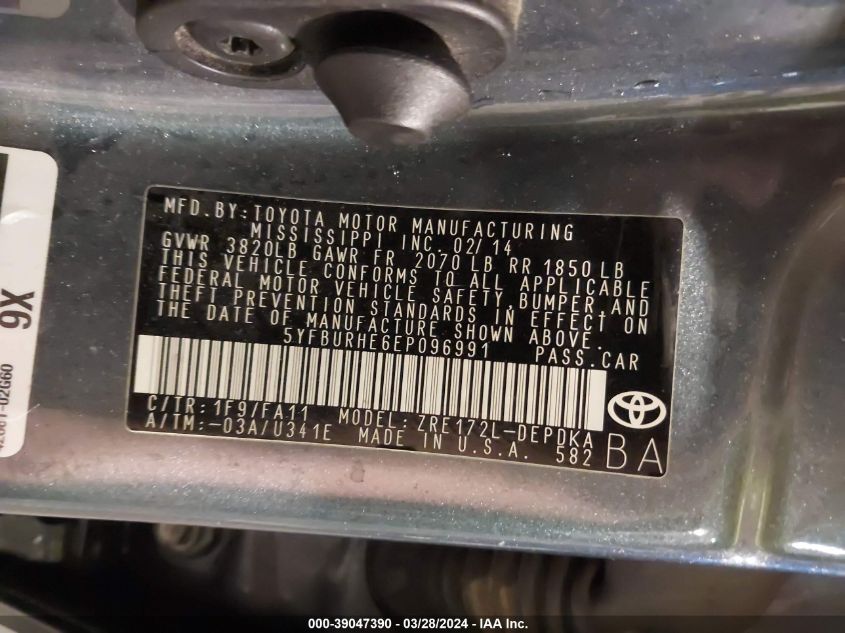 MFD.BY:TOYOTA MOTOR MANUFACTURING
MISSISSIPPI INC 02/14
GVWR 3820LB GAWR FR 2070 LB RR 1850 LB
THIS VEHICLE CONFORMS TO ALL APPLICABLE
FEDERAL MOTOR VEHICLE SAFETY,BUMPER,AND
THEFT PREVENTION STANDARDS IN EFFECT ON
THE DATE OF MANUFACTURE SHOWN ABOVE.
5YFBURHE6EP096991 PASS.CAR
C/TR:1F9/FA11 MODEL:ZRE172L-DEPDKA
A/TM:-03A/U341E MADE IN U.S.A. 582
BA
9X
000-39047390 / 03/28/2024 - IAA Inc.